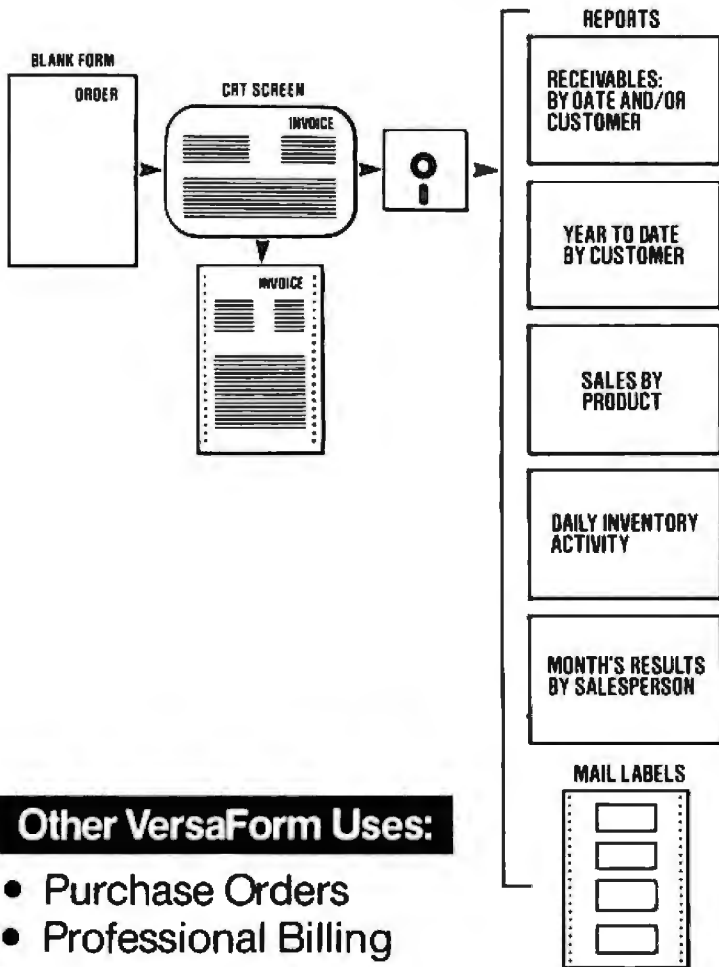 BLANK FORM
ORDER
CRT SCREEN
INVOICE
INVOICE
REPORTS
RECEIVABLES:
BY DATE AND/OR
CUSTOMER
YEAR TO DATE
BY CUSTOMER
SALES BY
PRODUCT
DAILY INVENTORY
ACTIVITY
MONTH'S RESULTS
BY SALESPERSON
MAIL LABELS
Other VersaForm Uses:
• Purchase Orders
• Professional Billing